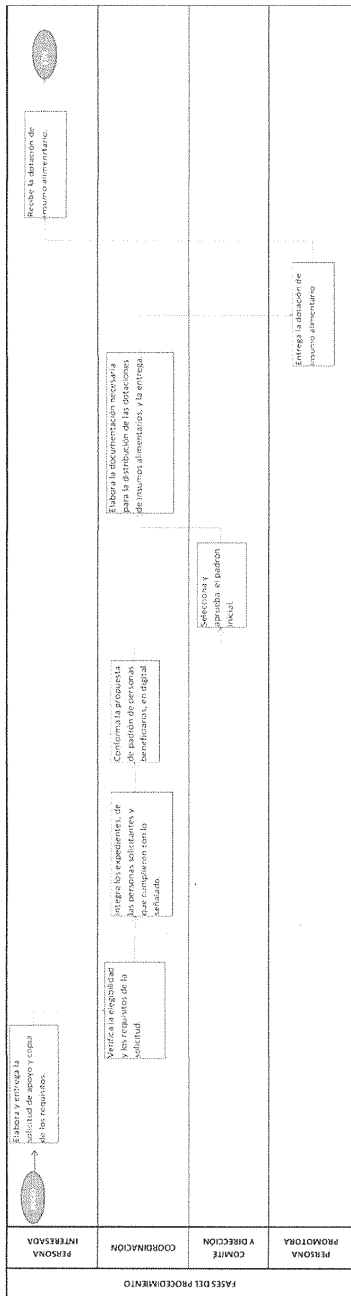 FASES DEL PROCEDIMIENTO
PERSONA
INTERESADA
COORDINACIÓN
COMITÉ
Y DIRECCIÓN
PERSONA
PROMOTORA
Elabora y entrega la
solicitud de apoyo y copia
de los requisitos.
Verifica la elegibilidad
y los requisitos de la
solicitud.
Integra los expedientes, de
las personas solicitantes y
que cumplieron con lo
señalado.
Conforma la propuesta
de padrón de personas
beneficiarias, en digital
Selecciona y
aprueba el padrón
inicial.
Elabora la documentación necesaria
para la distribución de las dotaciones
de insumos alimentarios, y la entrega.
Entrega la dotación de
insumo alimentario
Recibe la dotación de
insumo alimentario.